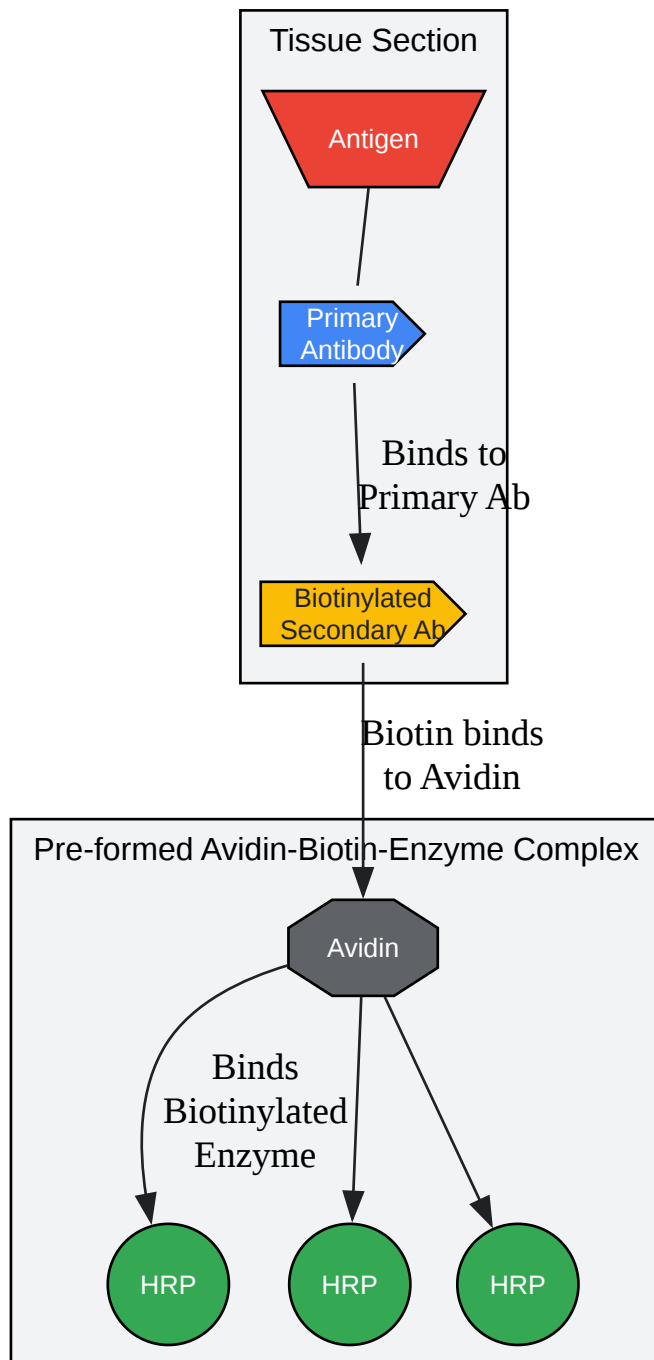 Tissue Section
Antigen
Primary
Antibody
Binds to
Primary Ab
Biotinylated
Secondary Ab
Biotin binds
to Avidin
Pre-formed Avidin-Biotin-Enzyme Complex
Avidin
Binds
Biotinylated
Enzyme
HRP
HRP
HRP